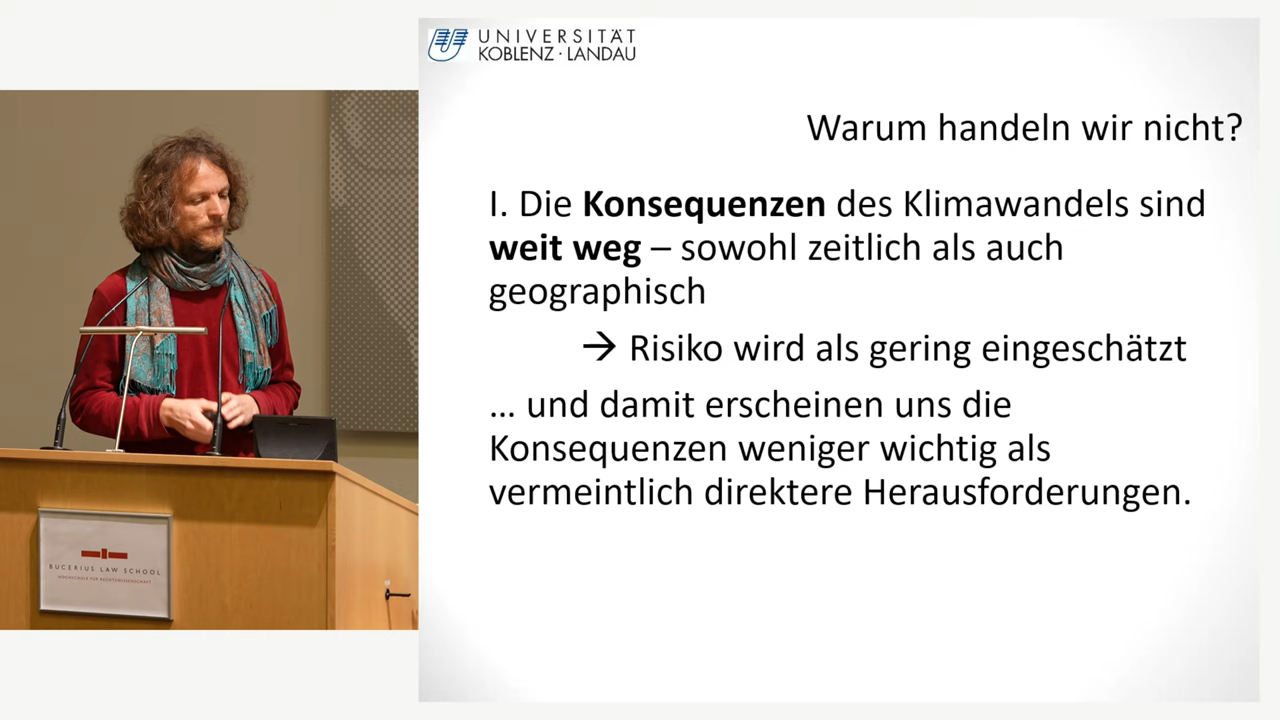 UNIVERSITÄT
KOBLENZ · LANDAU
Warum handeln wir nicht?
I. Die Konsequenzen des Klimawandels sind
weit weg – sowohl zeitlich als auch
geographisch
→ Risiko wird als gering eingeschätzt
... und damit erscheinen uns die
Konsequenzen weniger wichtig als
vermeintlich direktere Herausforderungen.
BUCERIUS LAW SCHOOL
HOCHSCHULE FÜR RECHTSWISSENSCHAFT